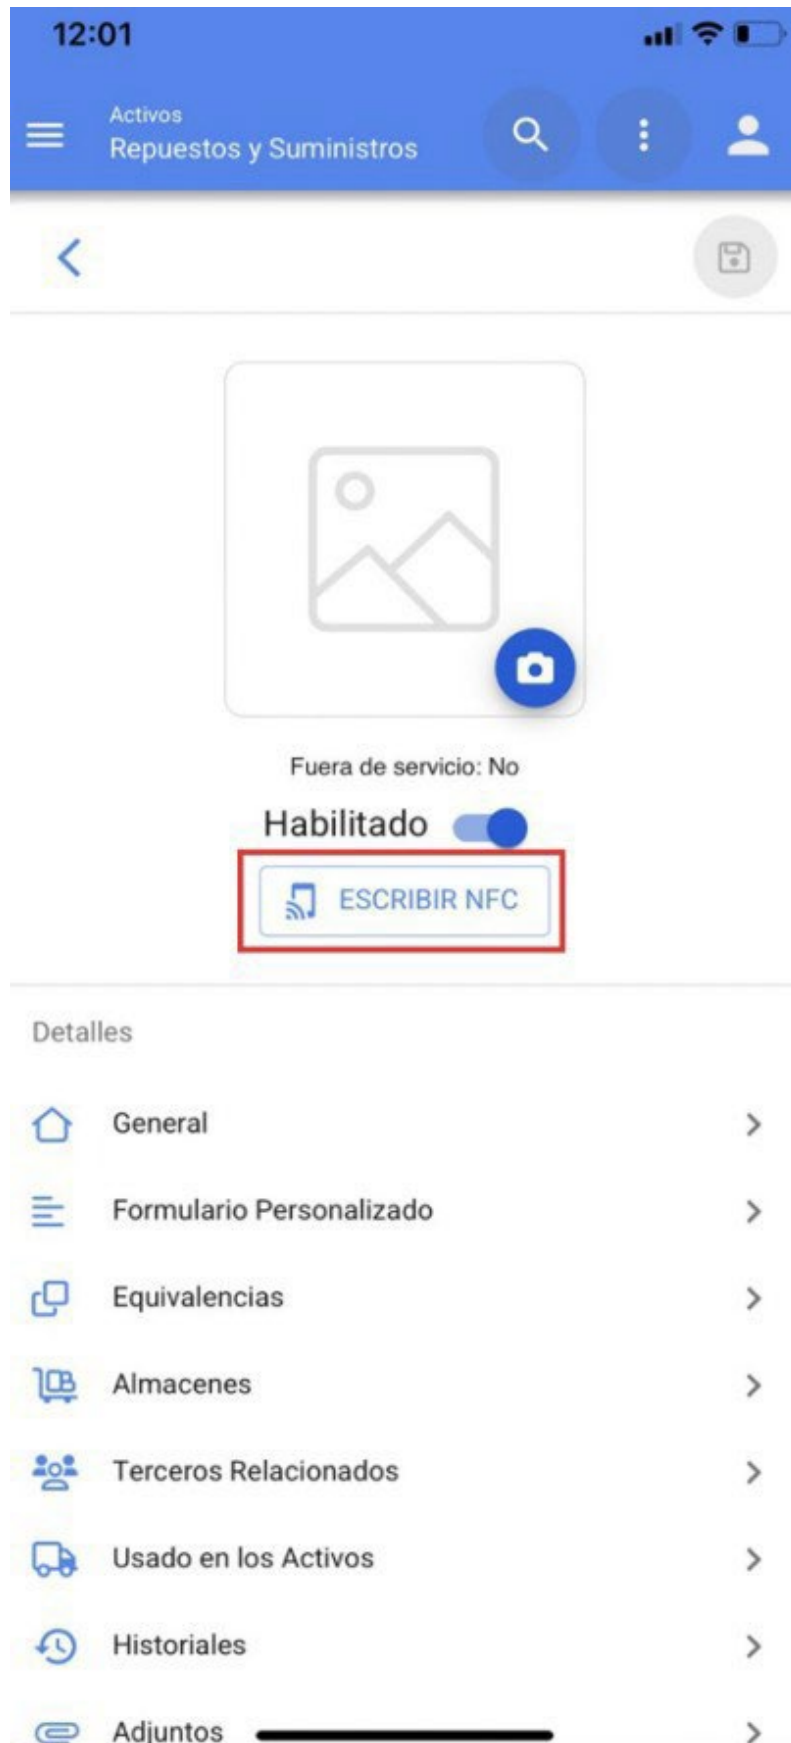 12:01
Activos
Repuestos y Suministros
Fuera de servicio: No
Habilitado
ESCRIBIR NFC
Detalles
General
Formulario Personalizado
Equivalencias
Almacenes
Terceros Relacionados
Usado en los Activos
Historiales
Adjuntos